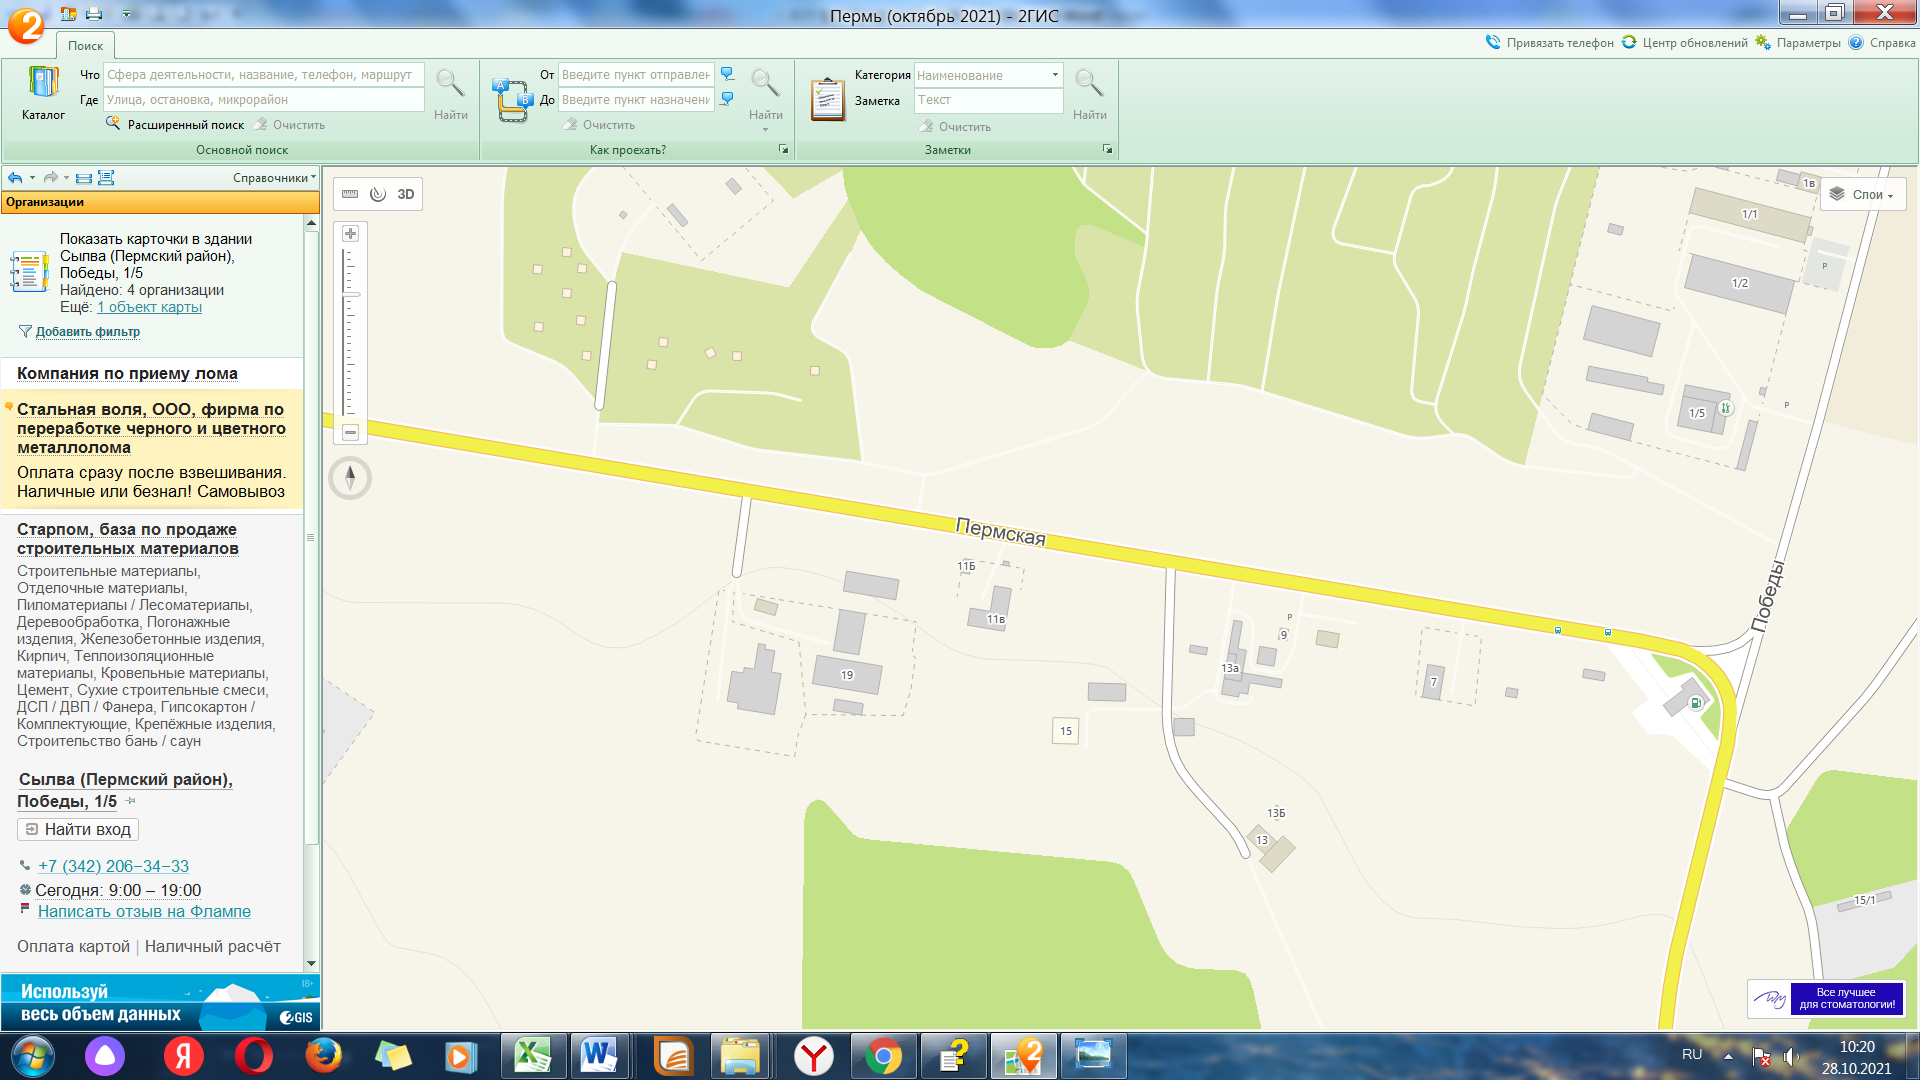 Пермь (октябрь 2021) - 2ГИС
Поиск
Привязать телефон
Центр обновлений
Параметры
Справка
Каталог
Что
Сфера деятельности, название, телефон, маршрут
Где
Улица, остановка, микрорайон
Расширенный поиск
Очистить
Найти
Основной поиск
От
Введите пункт отправлен
До
Введите пункт назначени
Очистить
Найти
Как проехать?
Категория
Наименование
Заметка
Текст
Очистить
Найти
Заметки
Справочники
Организации
Показать карточки в здании
Сылва (Пермский район),
Победы, 1/5
Найдено: 4 организации
Ещё: 1 объект карты
Добавить фильтр
Компания по приему лома
Стальная воля, ООО, фирма по
переработке черного и цветного
металлолома
Оплата сразу после взвешивания.
Наличные или безнал! Самовывоз
Старпом, база по продаже
строительных материалов
Строительные материалы,
Отделочные материалы,
Пиломатериалы / Лесоматериалы,
Деревообработка, Погонажные
изделия, Железобетонные изделия,
Кирпич, Теплоизоляционные
материалы, Кровельные материалы,
Цемент, Сухие строительные смеси,
ДСП / ДВП / Фанера, Гипсокартон /
Комплектующие, Крепёжные изделия,
Строительство бань / саун
Сылва (Пермский район),
Победы, 1/5
Найти вход
+7 (342) 206–34–33
Сегодня: 9:00 – 19:00
Написать отзыв на Флампе
Оплата картой | Наличный расчёт
Используй
весь объем данных
18+
2GIS
3D
Слои
1в
1/1
P
1/2
1/5
P
Пермская
Победы
11Б
11в
P
9
13а
19
7
15
13Б
13
15/1
Все лучшее
для стоматологии!
RU
10:20
28.10.2021